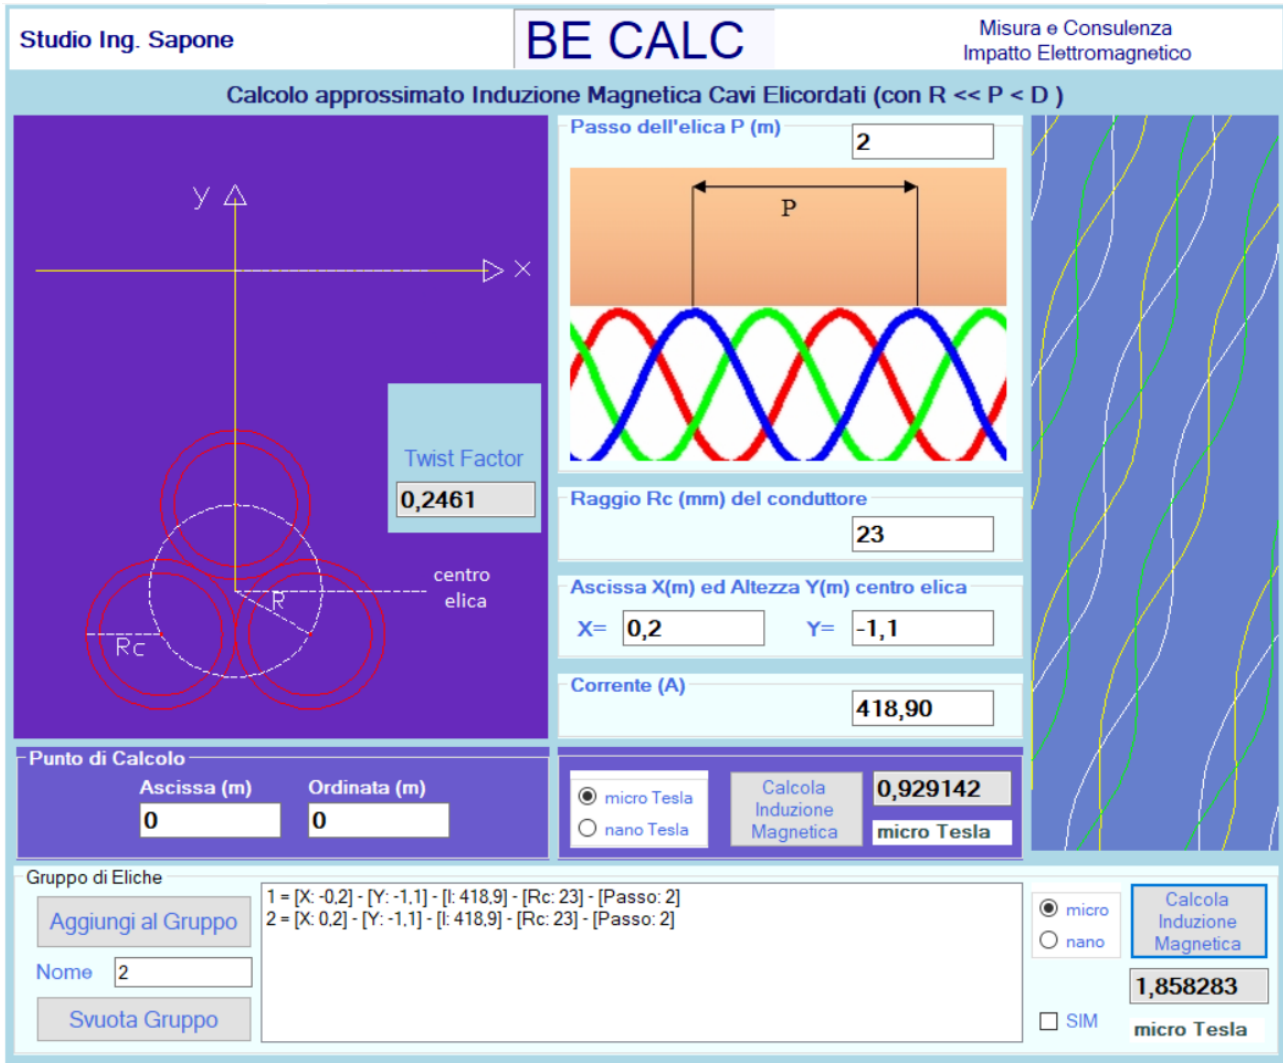 Studio Ing. Sapone
BE CALC
Misura e Consulenza
Impatto Elettromagnetico
Calcolo approssimato Induzione Magnetica Cavi Elicordati (con R << P < D )
y
x
Twist Factor
0,2461
centro
elica
R
Rc
Passo dell'elica P (m)
2
P
Raggio Rc (mm) del conduttore
23
Ascissa X(m) ed Altezza Y(m) centro elica
X= 0,2 Y= -1,1
Corrente (A)
418,90
Punto di Calcolo
Ascissa (m) Ordinata (m)
0 0
micro Tesla
nano Tesla
Calcola
Induzione
Magnetica
0,929142
micro Tesla
Gruppo di Eliche
Aggiungi al Gruppo
Nome 2
Svuota Gruppo
1 = [X: -0,2] - [Y: -1,1] - [I: 418,9] - [Rc: 23] - [Passo: 2]
2 = [X: 0,2] - [Y: -1,1] - [I: 418,9] - [Rc: 23] - [Passo: 2]
micro
nano
Calcola
Induzione
Magnetica
1,858283
SIM
micro Tesla